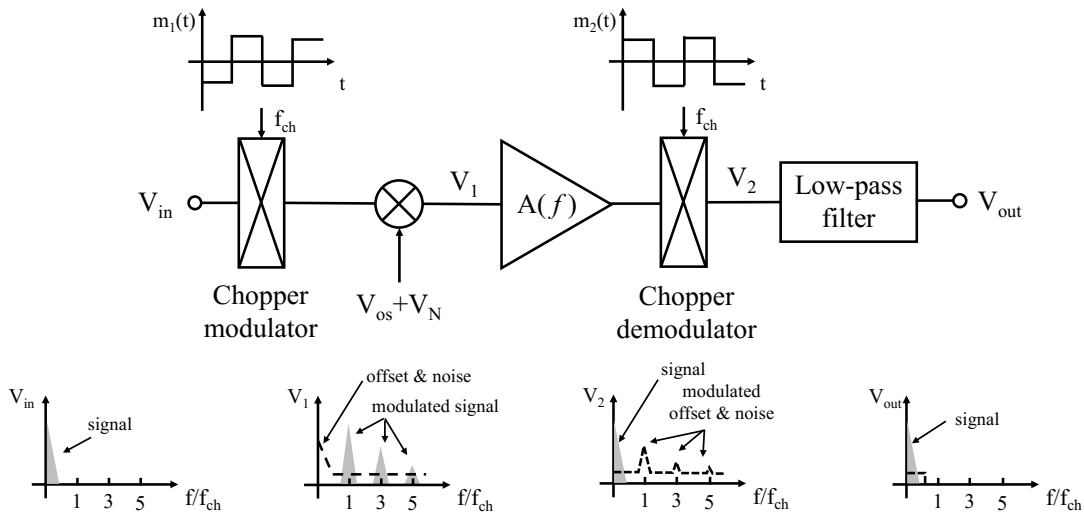 m1(t)
t
fch
m2(t)
t
fch
Vin
V1
A(f)
V2
Low-pass
filter
Vout
Chopper
modulator
Vos+VN
Chopper
demodulator
Vin
signal
1 3 5 f/fch
V1
offset & noise
modulated signal
1 3 5 f/fch
V2
signal
modulated
offset & noise
1 3 5 f/fch
Vout
signal
1 3 5 f/fch